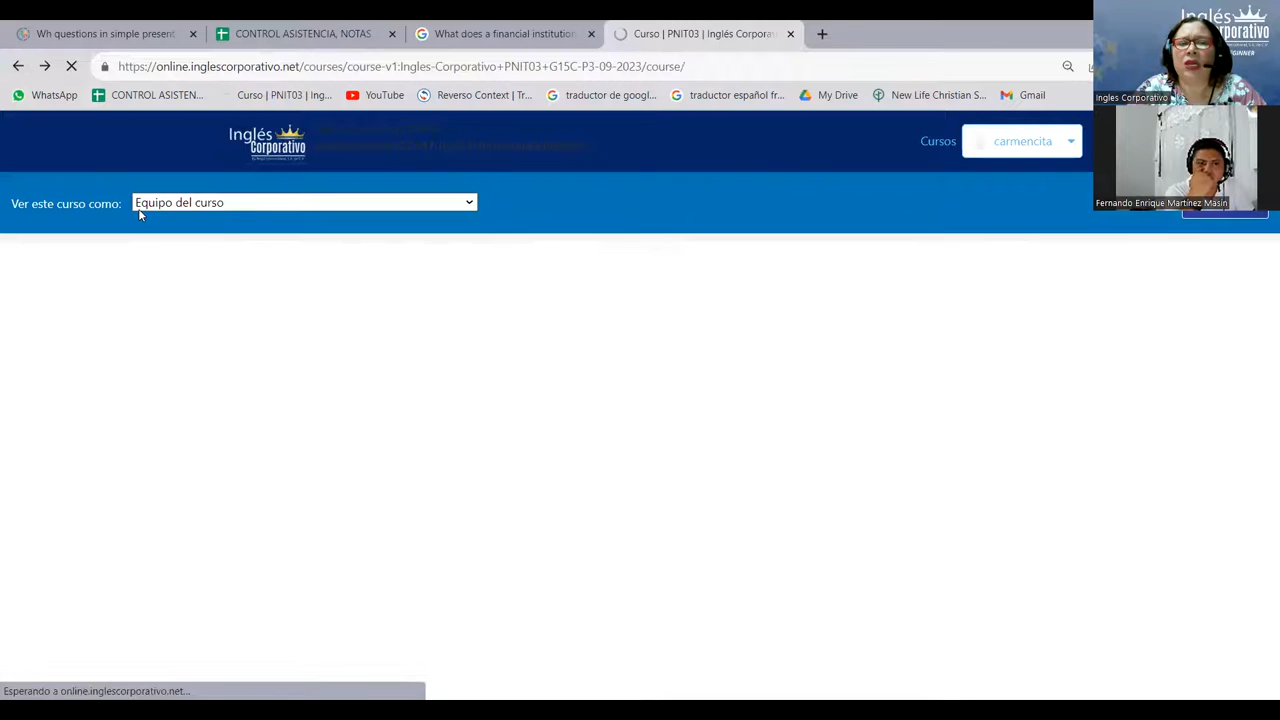 Wh questions in simple present
CONTROL ASISTENCIA, NOTAS
What does a financial institution
Curso | PNIT03 | Inglés Corporati
https://online.inglescorporativo.net/courses/course-v1:Ingles-Corporativo+PNIT03+G15C-P3-09-2023/course/
WhatsApp
CONTROL ASISTEN...
Curso | PNIT03 | Ing...
YouTube
Reverso Context | Tr...
traductor de googl...
traductor español fr...
My Drive
New Life Christian S...
Gmail
Inglés
Corporativo
Cursos
carmencita
Ver este curso como:
Equipo del curso
Inglés
Corporativo
BEGINNER
Ingles Corporativo
Fernando Enrique Martínez Masin
Esperando a online.inglescorporativo.net...